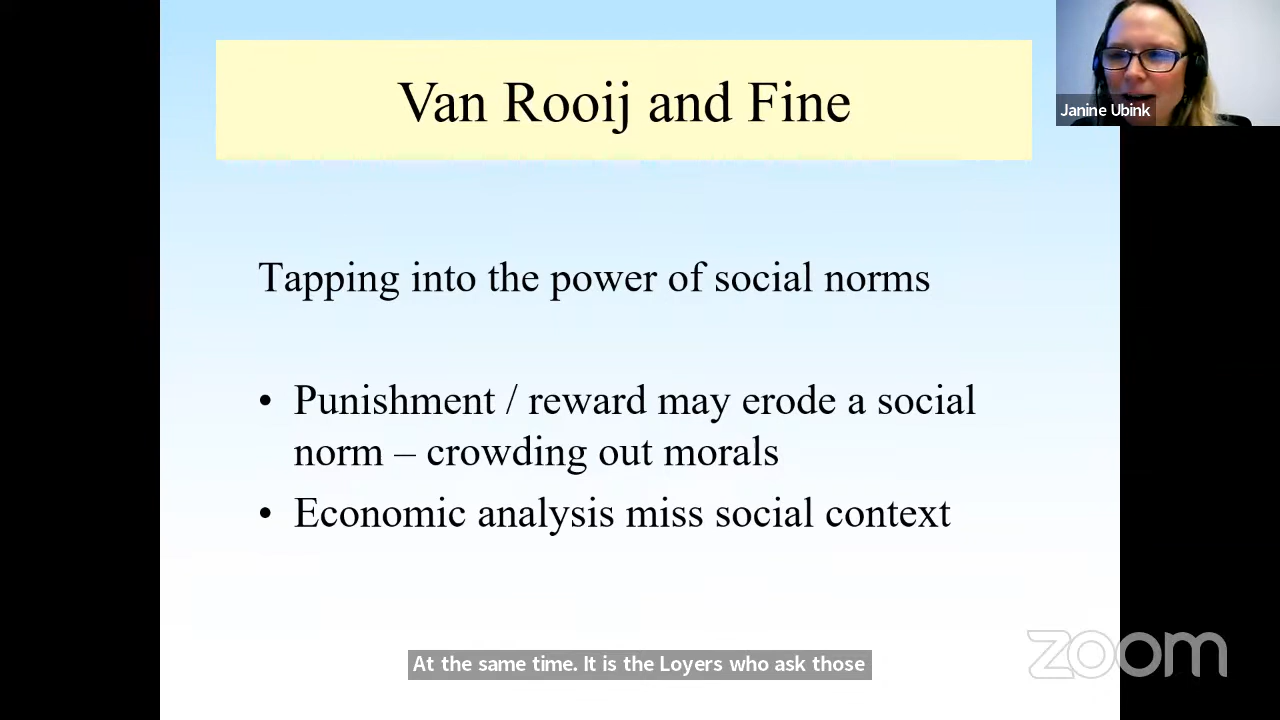 Van Rooij and Fine
Janine Ubink
Tapping into the power of social norms
• Punishment / reward may erode a social
norm – crowding out morals
• Economic analysis miss social context
zoom
At the same time. It is the Loyers who ask those